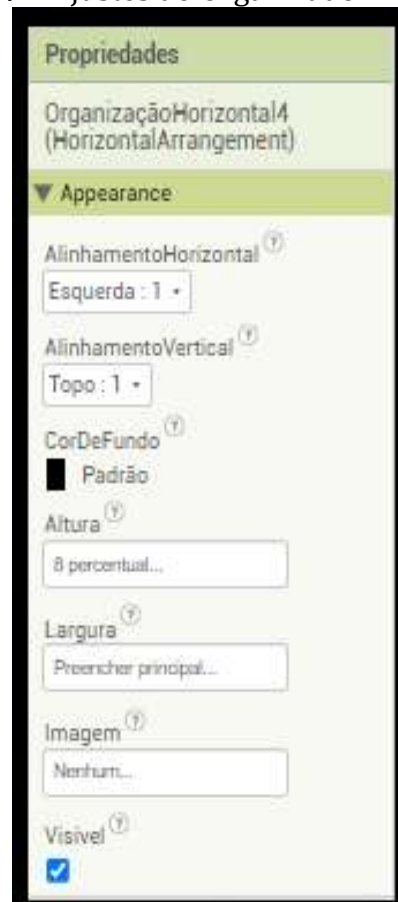 Propriedades
OrganizaçãoHorizontal4
(HorizontalArrangement)
Appearance
AlinhamentoHorizontal ?
Esquerda : 1
AlinhamentoVertical ?
Topo : 1
CorDeFundo ?
Padrão
Altura ?
8 percentual...
Largura ?
Preencher principal...
Imagem ?
Nenhum...
Visível ?